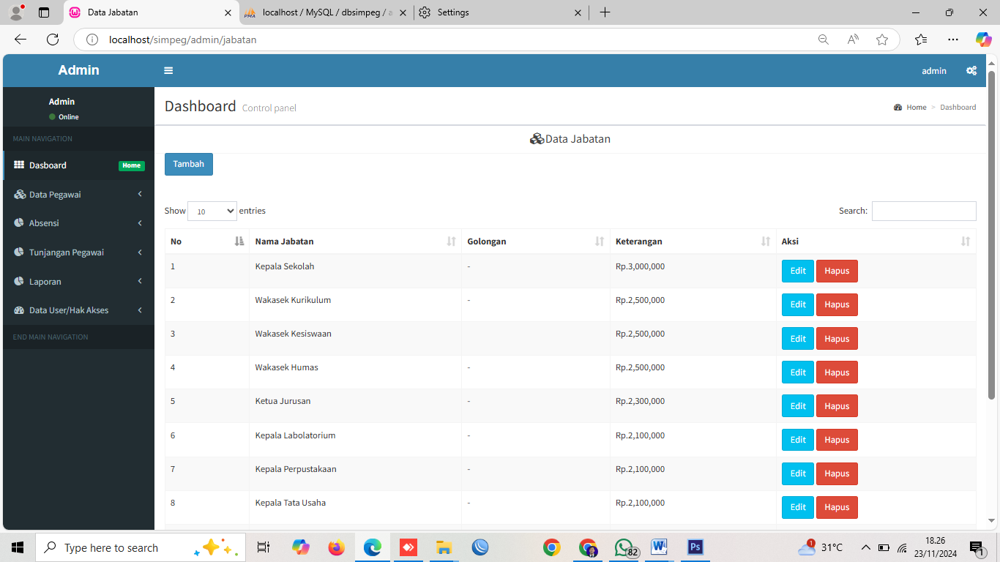 Data Jabatan
localhost / MySQL / dbsimpeg / a
Settings
localhost/simpeg/admin/jabatan
Admin
admin
Admin
Online
Dashboard Control panel
Home > Dashboard
MAIN NAVIGATION
Dasboard Home
Data Pegawai
Absensi
Tunjangan Pegawai
Laporan
Data User/Hak Akses
END MAIN NAVIGATION
Data Jabatan
Tambah
Show 10 entries
Search:
No Nama Jabatan Golongan Keterangan Aksi
1 Kepala Sekolah - Rp.3,000,000 Edit Hapus
2 Wakasek Kurikulum - Rp.2,500,000 Edit Hapus
3 Wakasek Kesiswaan Rp.2,500,000 Edit Hapus
4 Wakasek Humas - Rp.2,500,000 Edit Hapus
5 Ketua Jurusan - Rp.2,300,000 Edit Hapus
6 Kepala Labolatorium - Rp.2,100,000 Edit Hapus
7 Kepala Perpustakaan - Rp.2,100,000 Edit Hapus
8 Kepala Tata Usaha - Rp.2,100,000 Edit Hapus
Type here to search
82
Ps
1
31°C
18.26
23/11/2024
1